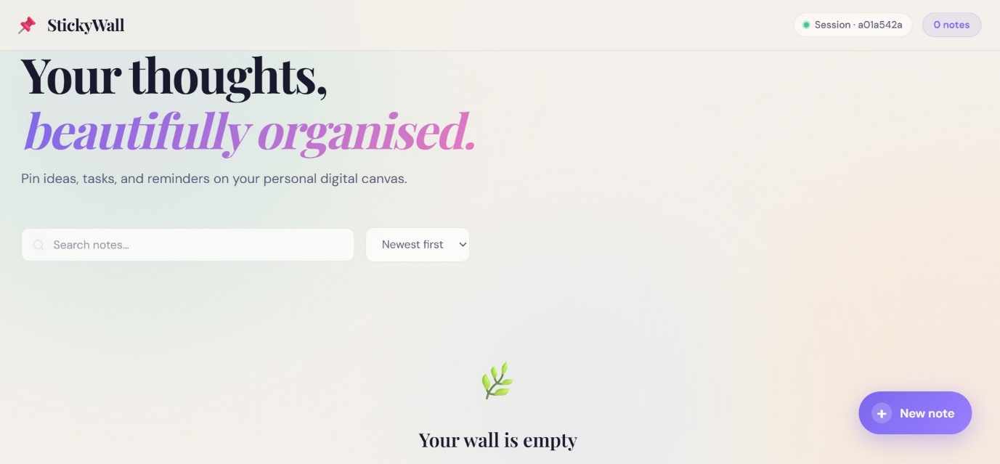 StickyWall
Session · a01a542a
0 notes
Your thoughts,
beautifully organised.
Pin ideas, tasks, and reminders on your personal digital canvas.
Search notes...
Newest first
Your wall is empty
+ New note